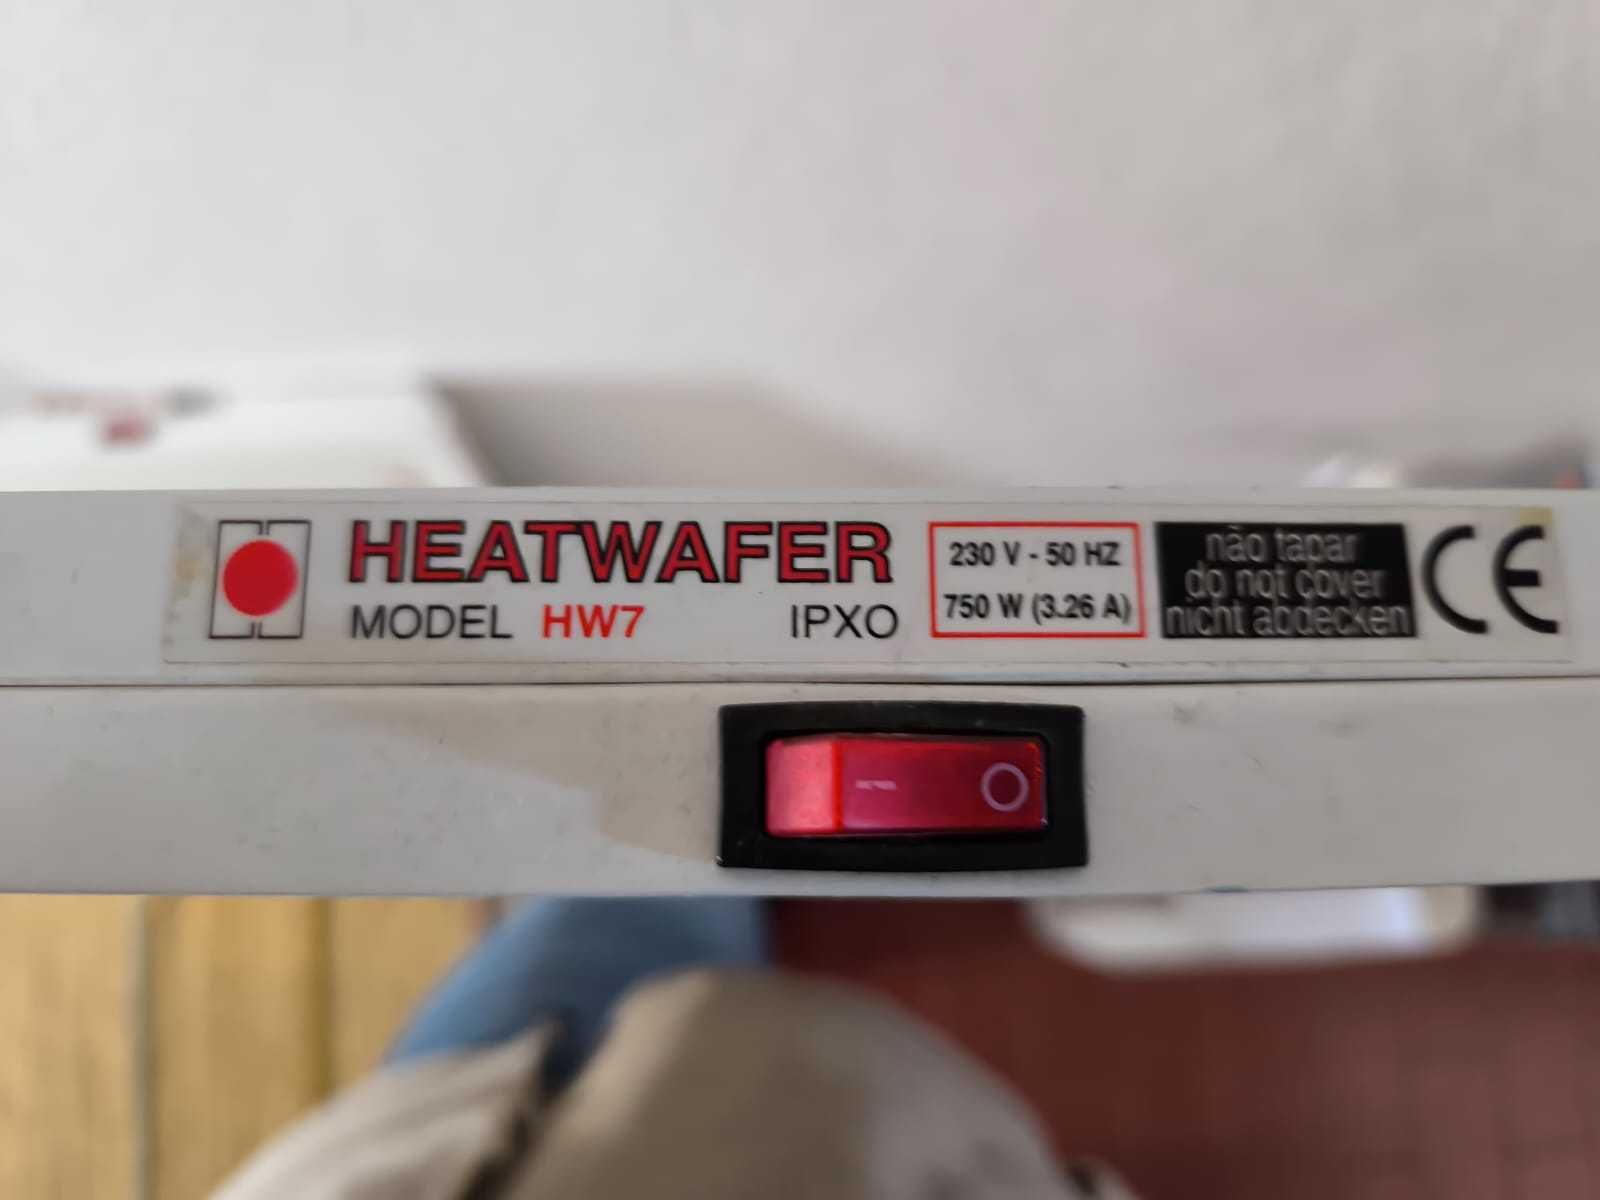 HEATWAFER
MODEL HW7 IPXO
230 V - 50 HZ
750 W (3.26 A)
não tapar
do not cover
nicht abdecken
CE